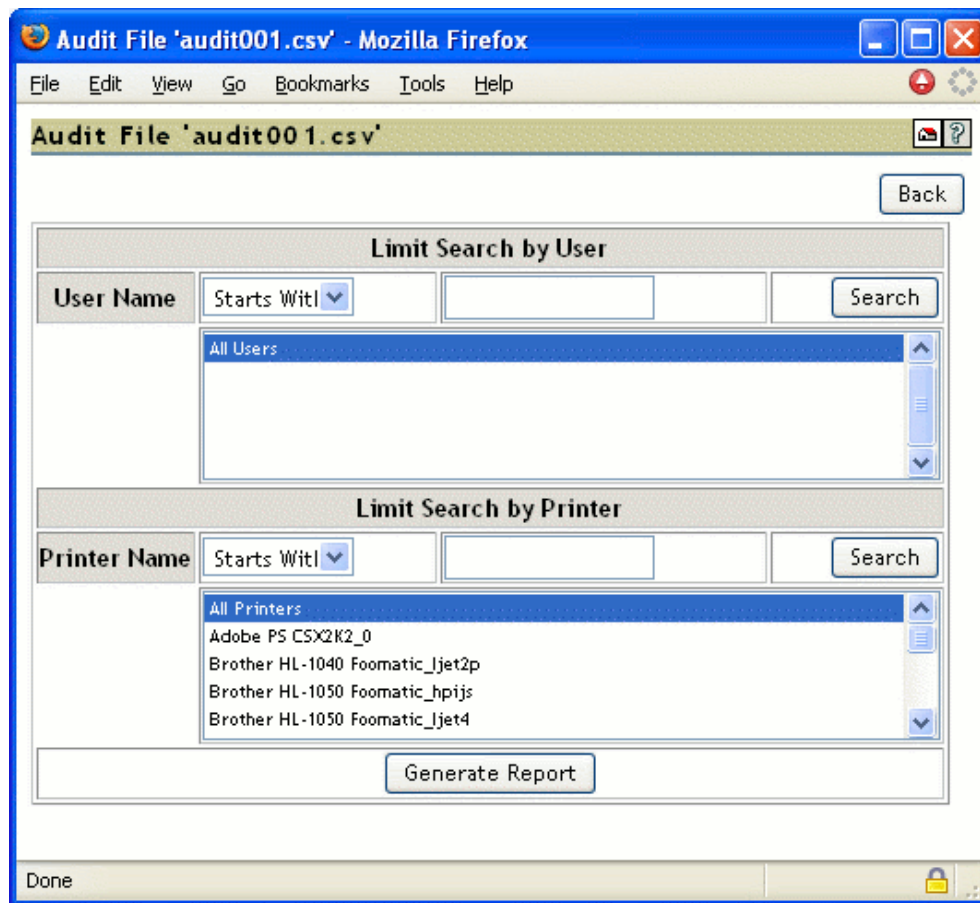 Audit File 'audit001.csv' - Mozilla Firefox
File Edit View Go Bookmarks Tools Help
Audit File 'audit001.csv'
Back
Limit Search by User
User Name Starts Witl Search
All Users
Limit Search by Printer
Printer Name Starts Witl Search
All Printers
Adobe PS CSX2K2_0
Brother HL-1040 Foomatic_ljet2p
Brother HL-1050 Foomatic_hpijs
Brother HL-1050 Foomatic_ljet4
Generate Report
Done